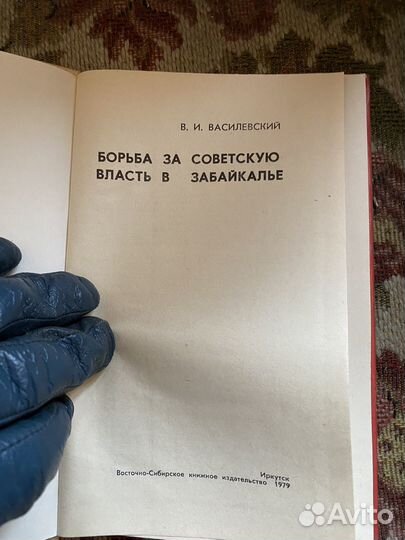 В. И. ВАСИЛЕВСКИЙ
БОРЬБА ЗА СОВЕТСКУЮ
ВЛАСТЬ В ЗАБАЙКАЛЬЕ
Иркутск
Восточно-Сибирское книжное издательство 1979
Avito